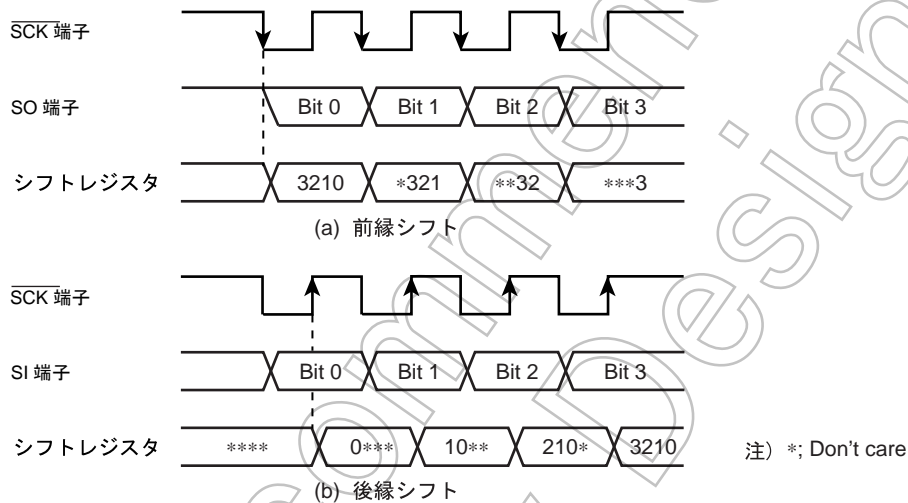 SCK 端子
SO 端子
Bit 0 Bit 1 Bit 2 Bit 3
シフトレジスタ
3210 *321 **32 ***3
(a) 前縁シフト
SCK 端子
SI 端子
Bit 0 Bit 1 Bit 2 Bit 3
シフトレジスタ
**** 0*** 10** 210* 3210
注) *; Don't care
(b) 後縁シフト